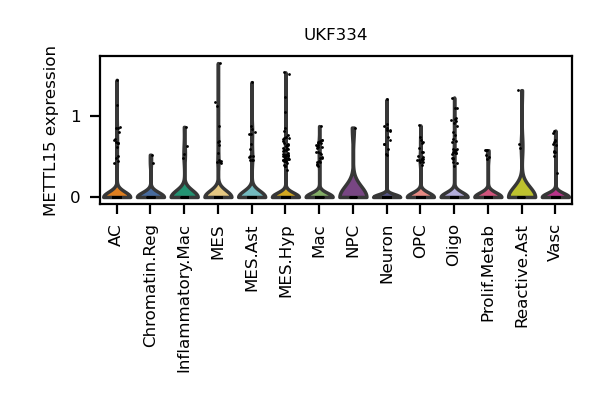 UKF334
METTL15 expression
1
0
AC
Chromatin.Reg
Inflammatory.Mac
MES
MES.Ast
MES.Hyp
Mac
NPC
Neuron
OPC
Oligo
Prolif.Metab
Reactive.Ast
Vasc